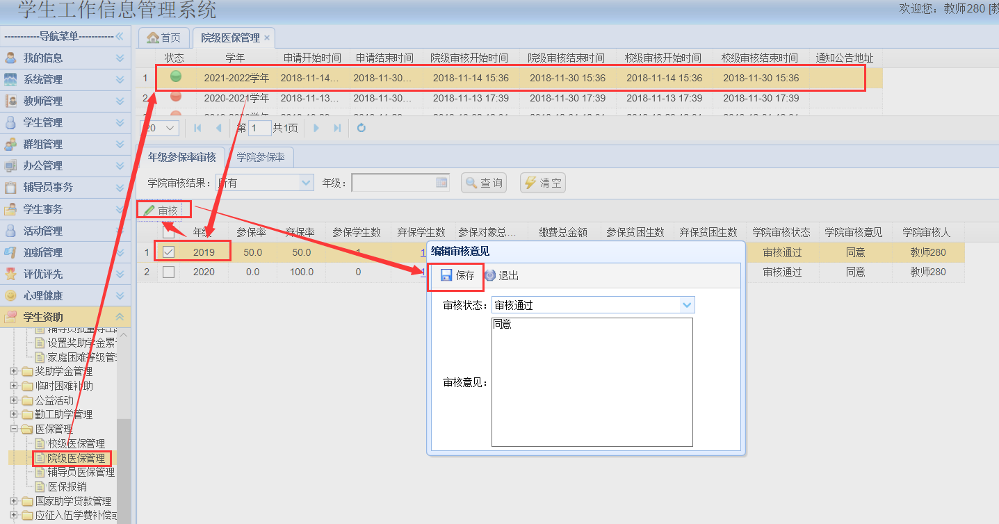 学生工作信息管理系统
欢迎您： 教师280 [教
-----------导航菜单-----------
首页
院级医保管理
我的信息
系统管理
教师管理
学生管理
群组管理
办公管理
辅导员事务
学生事务
活动管理
迎新管理
评优评先
心理健康
学生资助
设置奖助学金累
家庭困难等级管
奖助学金管理
临时困难补助
公益活动
勤工助学管理
医保管理
校级医保管理
院级医保管理
辅导员医保管理
医保报销
国家助学贷款管理
应征入伍学费补偿或
状态 学年 申请开始时间 申请结束时间 院级审核开始时间 院级审核结束时间 校级审核开始时间 校级审核结束时间 通知公告地址
1 2021-2022学年 2018-11-14... 2018-11-30... 2018-11-14 15:36 2018-11-30 15:36 2018-11-14 15:36 2018-11-30 15:36
2 2020-2021学年 2018-11-13... 2018-11-30... 2018-11-13 17:39 2018-11-30 17:39 2018-11-13 17:39 2018-11-30 17:39
20 第 1 共1页
年级参保率审核 学院参保率
学院审核结果： 所有 年级： 查询 清空
审核
年级 参保率 弃保率 参保学生数 弃保学生数 参保对象总... 缴费总金额 参保贫困生数 弃保贫困生数 学院审核状态 学院审核意见 学院审核人
1 2019 50.0 50.0 1 1 审核通过 同意 教师280
2 2020 0.0 100.0 0 1 审核通过 同意 教师280
编辑审核意见
保存 退出
审核状态： 审核通过
审核意见： 同意